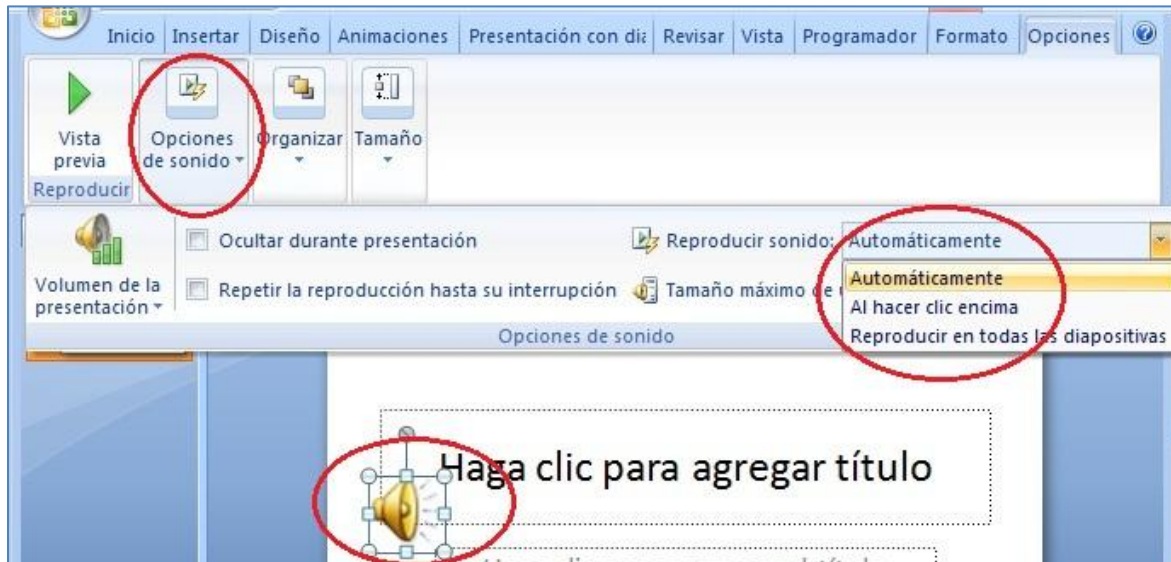 Inicio Insertar Diseño Animaciones Presentación con dia Revisar Vista Programador Formato Opciones
Vista previa
Opciones de sonido
Organizar
Tamaño
Reproducir
Volumen de la presentación
Ocultar durante presentación
Repetir la reproducción hasta su interrupción
Reproducir sonido: Automáticamente
Tamaño máximo de
Automáticamente
Al hacer clic encima
Reproducir en todas las diapositivas
Opciones de sonido
Haga clic para agregar título